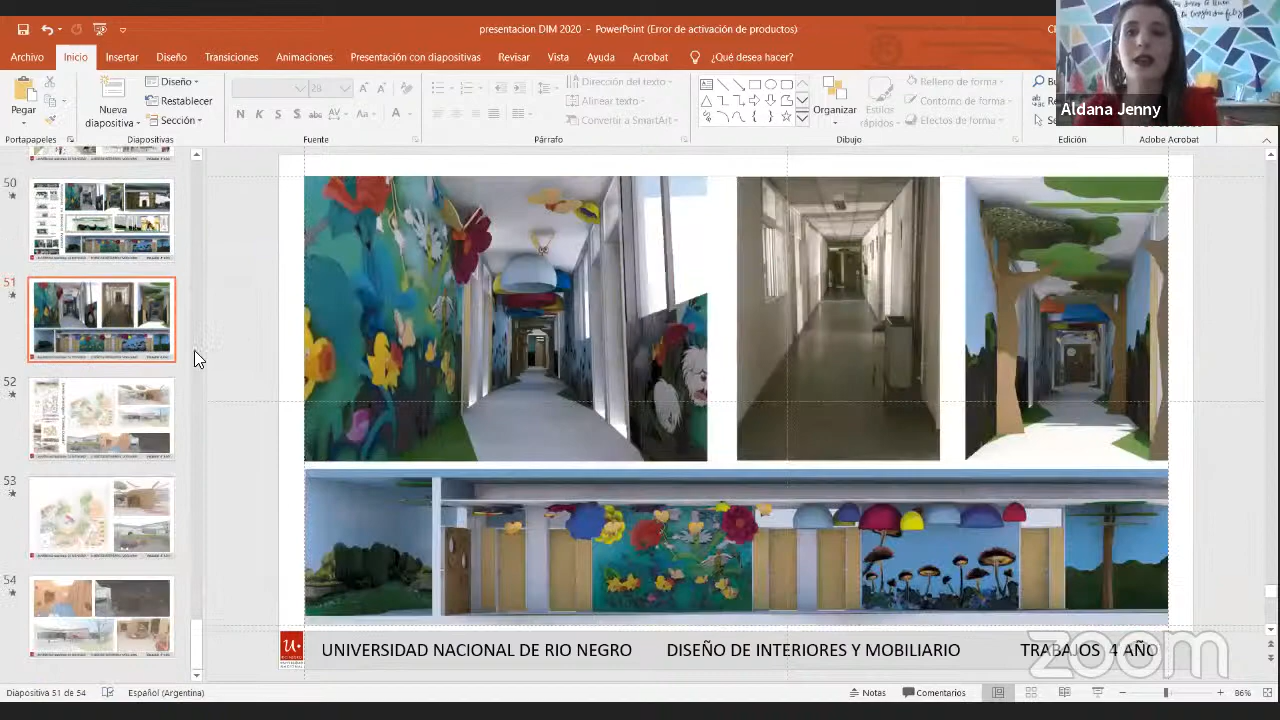 presentacion DIM 2020 - PowerPoint (Error de activación de productos)
Archivo Inicio Insertar Diseño Transiciones Animaciones Presentación con diapositivas Revisar Vista Ayuda Acrobat ¿Qué desea hacer?
Aldana Jenny
Pegar
Nueva
diapositiva
Diseño
Restablecer
Sección
28
N K S abc AV Aa A
Dirección del texto
Alinear texto
Convertir a SmartArt
Organizar
Estilos
rápidos
Relleno de forma
Contorno de forma
Efectos de forma
Portapapeles Diapositivas Fuente Párrafo Dibujo Edición Adobe Acrobat
50
51
52
53
54
UNIVERSIDAD NACIONAL DE RIO NEGRO DISEÑO DE INTERIORES Y MOBILIARIO TRABAJOS 4 AÑO
zoom
Diapositiva 51 de 54 Español (Argentina) Notas Comentarios 86%